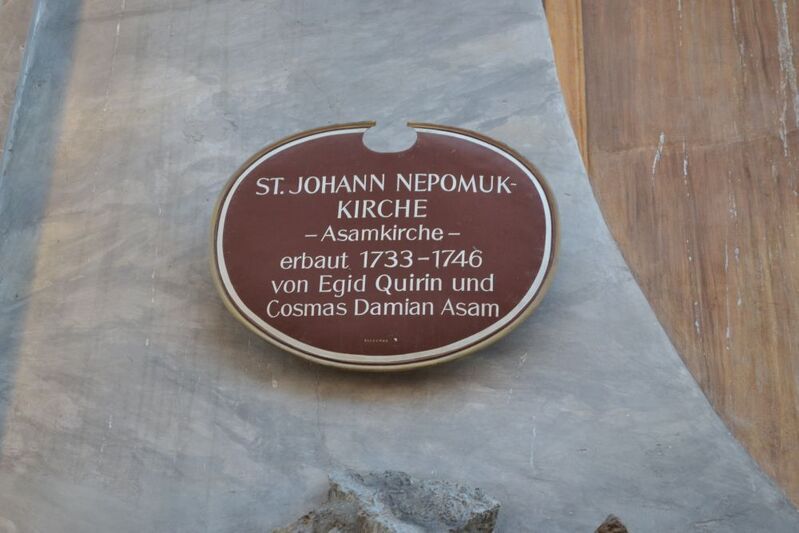 ST. JOHANN NEPOMUK-
KIRCHE
– Asamkirche –
erbaut 1733–1746
von Egid Quirin und
Cosmas Damian Asam